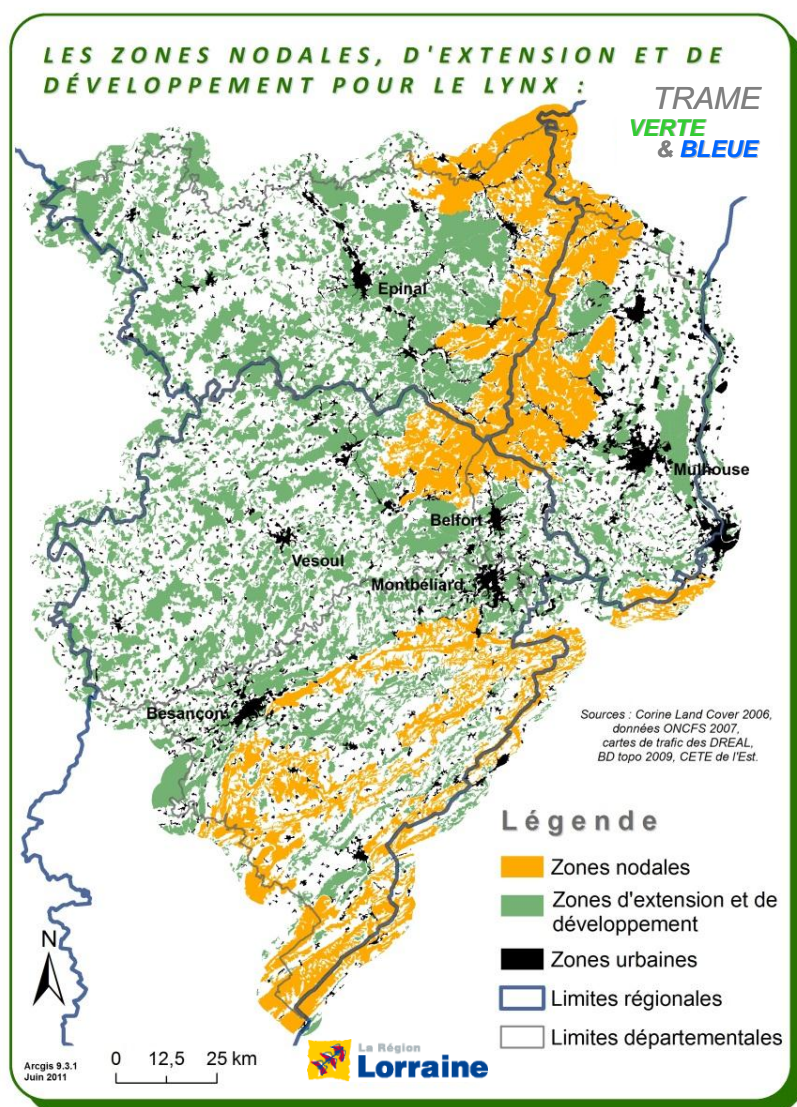 LES ZONES NODALES, D'EXTENSION ET DE
DÉVELOPPEMENT POUR LE LYNX :
TRAME
VERTE
& BLEUE
Epinal
Mulhouse
Belfort
Vesoul
Montbéliard
Besançon
Sources : Corine Land Cover 2006,
données ONCFS 2007,
cartes de trafic des DREAL,
BD topo 2009, CETE de l'Est.
Légende
Zones nodales
Zones d'extension et de
développement
Zones urbaines
Limites régionales
Limites départementales
N
Arcgis 9.3.1
Juin 2011
0 12,5 25 km
La Région
Lorraine